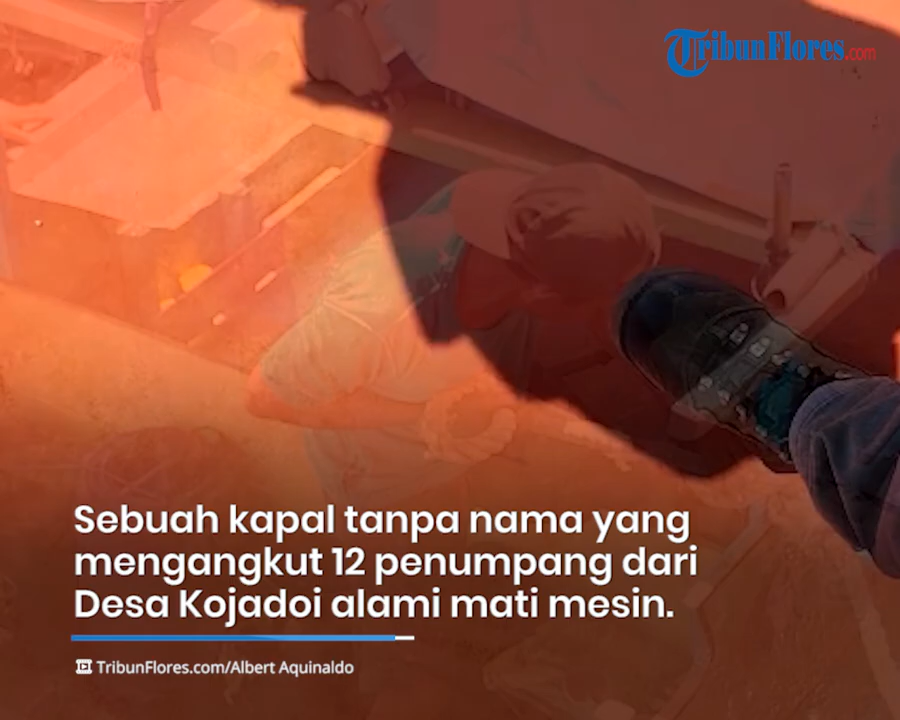 TribunFlores.com
Sebuah kapal tanpa nama yang
mengangkut 12 penumpang dari
Desa Kojadoi alami mati mesin.
TribunFlores.com/Albert Aquinaldo